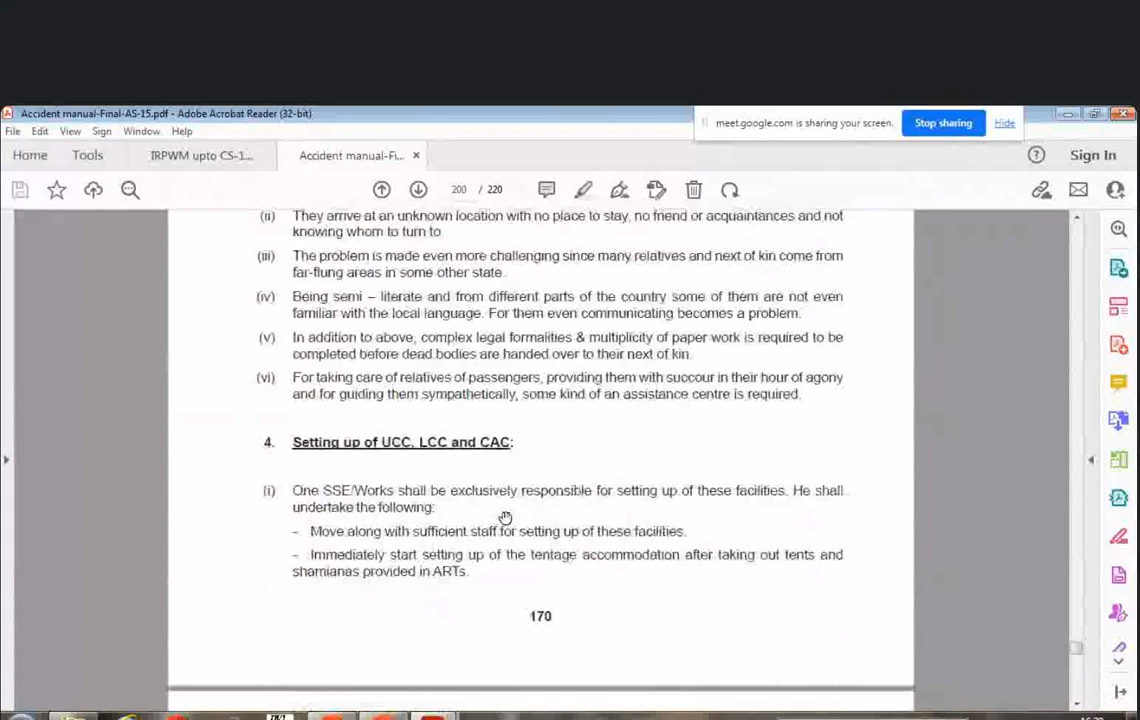 Accident manual-Final-AS-15.pdf - Adobe Acrobat Reader (32-bit)
meet.google.com is sharing your screen. Stop sharing Hide
File Edit View Sign Window Help
Home Tools IRPWM upto CS-1... Accident manual-Fi... × Sign In
200 / 220
(ii) They arrive at an unknown location with no place to stay, no friend or acquaintances and not
knowing whom to turn to
(iii) The problem is made even more challenging since many relatives and next of kin come from
far-flung areas in some other state.
(iv) Being semi – literate and from different parts of the country some of them are not even
familiar with the local language. For them even communicating becomes a problem.
(v) In addition to above, complex legal formalities & multiplicity of paper work is required to be
completed before dead bodies are handed over to their next of kin.
(vi) For taking care of relatives of passengers, providing them with succour in their hour of agony
and for guiding them sympathetically, some kind of an assistance centre is required.
4. Setting up of UCC, LCC and CAC:
(i) One SSE/Works shall be exclusively responsible for setting up of these facilities. He shall
undertake the following:
- Move along with sufficient staff for setting up of these facilities.
- Immediately start setting up of the tentage accommodation after taking out tents and
shamianas provided in ARTs.
170